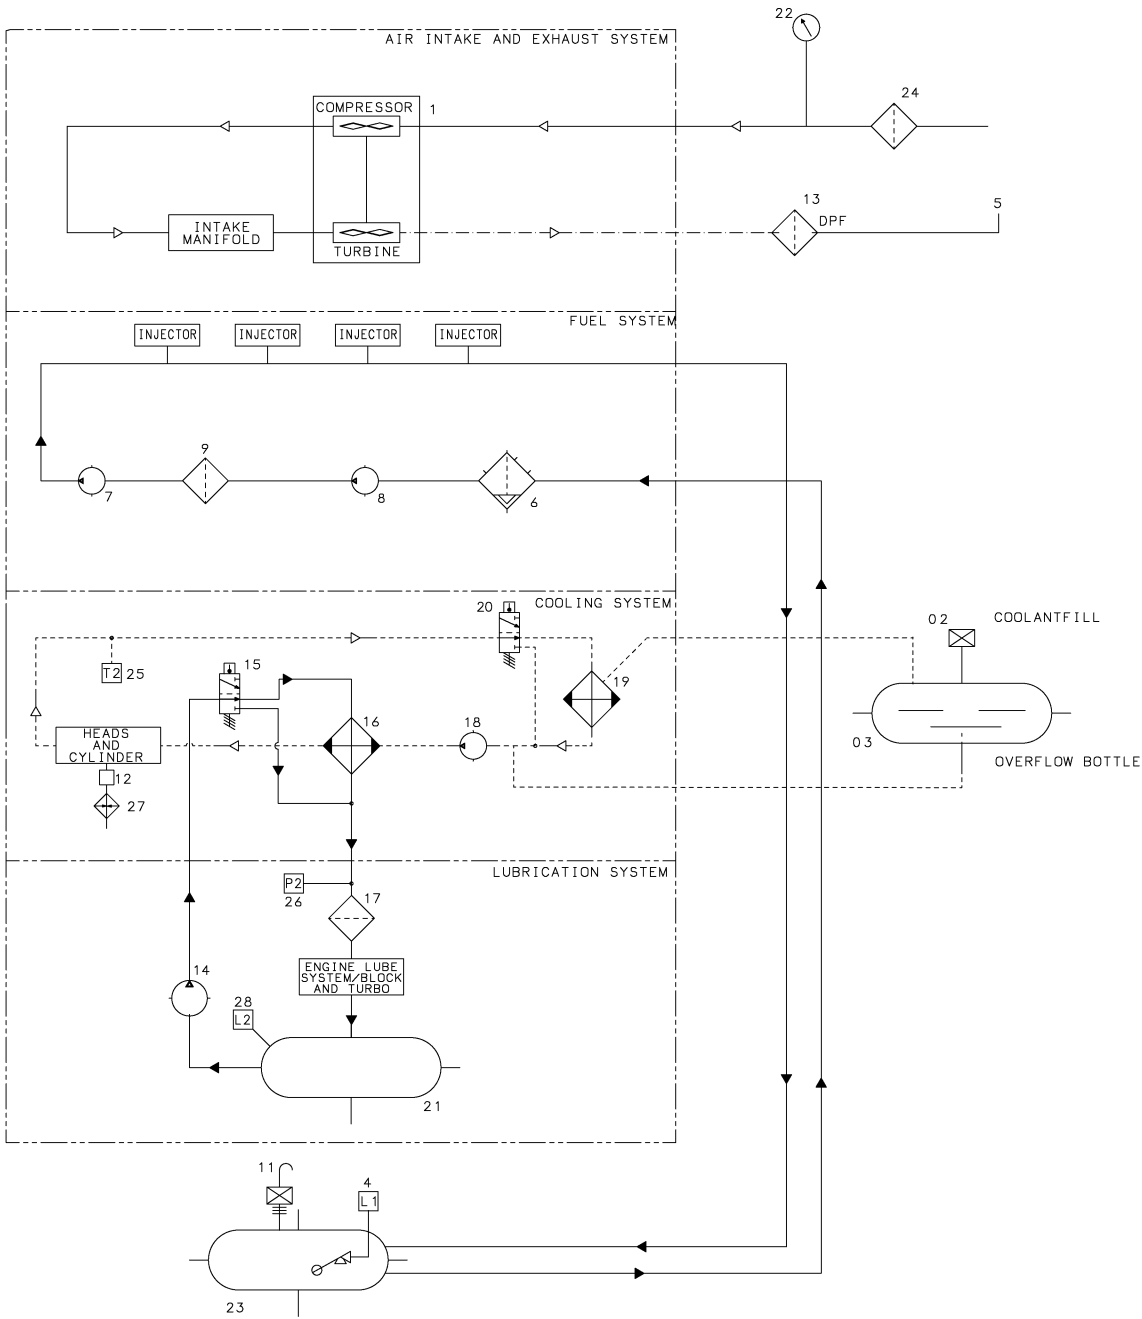 22
AIR INTAKE AND EXHAUST SYSTEM
24
COMPRESSOR
1
13
5
DPF
INTAKE
MANIFOLD
TURBINE
FUEL SYSTEM
INJECTOR
INJECTOR
INJECTOR
INJECTOR
9
7
8
6
20
COOLING SYSTEM
02
COOLANTFILL
15
T2
25
19
16
18
HEADS
AND
CYLINDER
03
OVERFLOW BOTTLE
12
27
LUBRICATION SYSTEM
P2
26
17
14
ENGINE LUBE
SYSTEM/BLOCK
AND TURBO
28
L2
21
11
4
L1
23